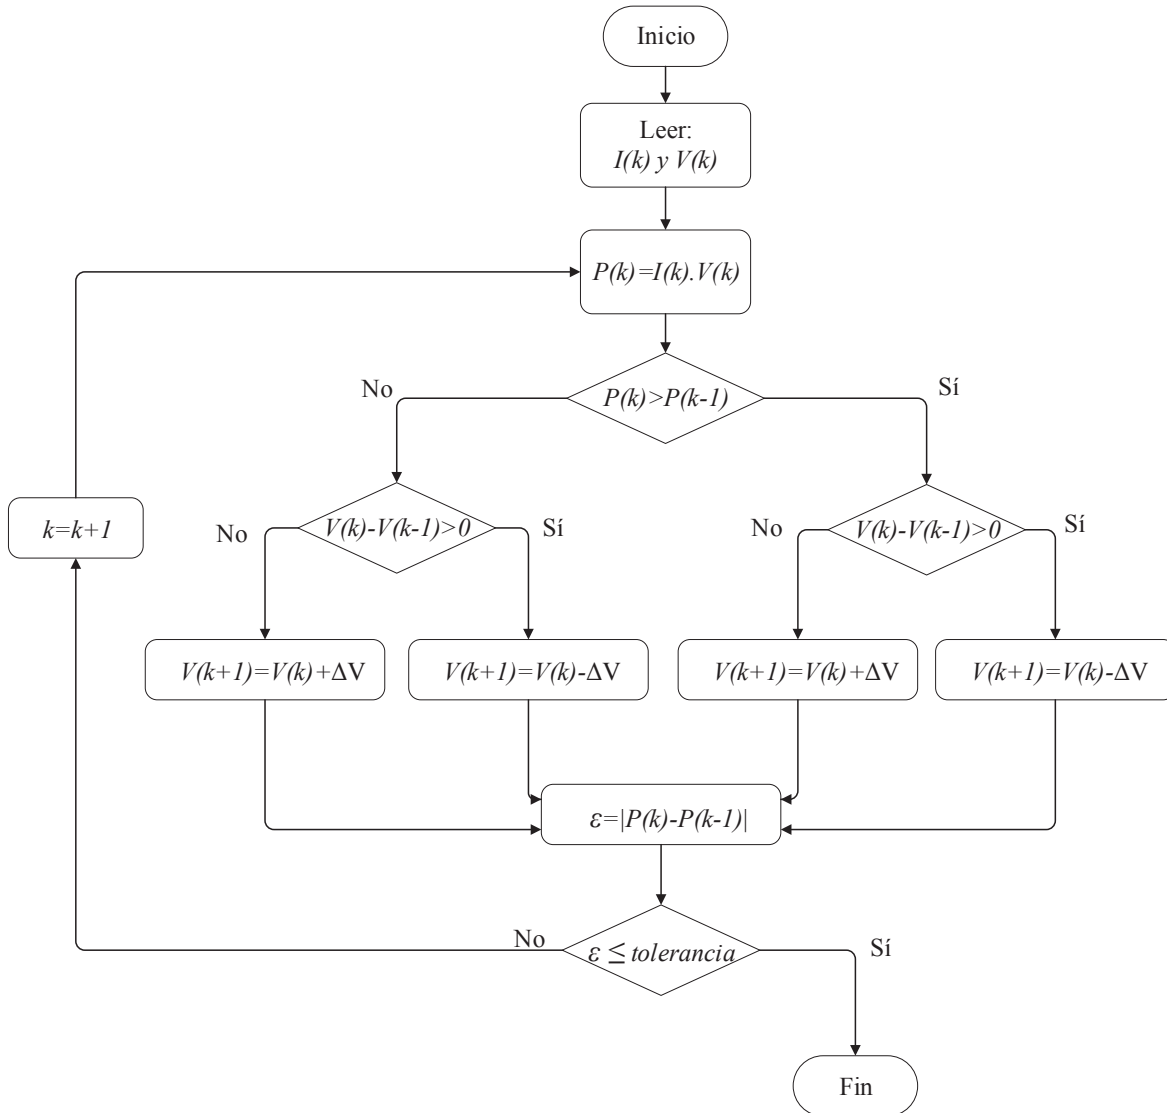 Inicio
Leer:
I(k) y V(k)
P(k)=I(k).V(k)
No
P(k)>P(k-1)
Sí
k=k+1
No
V(k)-V(k-1)>0
Sí
No
V(k)-V(k-1)>0
Sí
V(k+1)=V(k)+ΔV
V(k+1)=V(k)-ΔV
V(k+1)=V(k)+ΔV
V(k+1)=V(k)-ΔV
ε=|P(k)-P(k-1)|
No
ε ≤ tolerancia
Sí
Fin